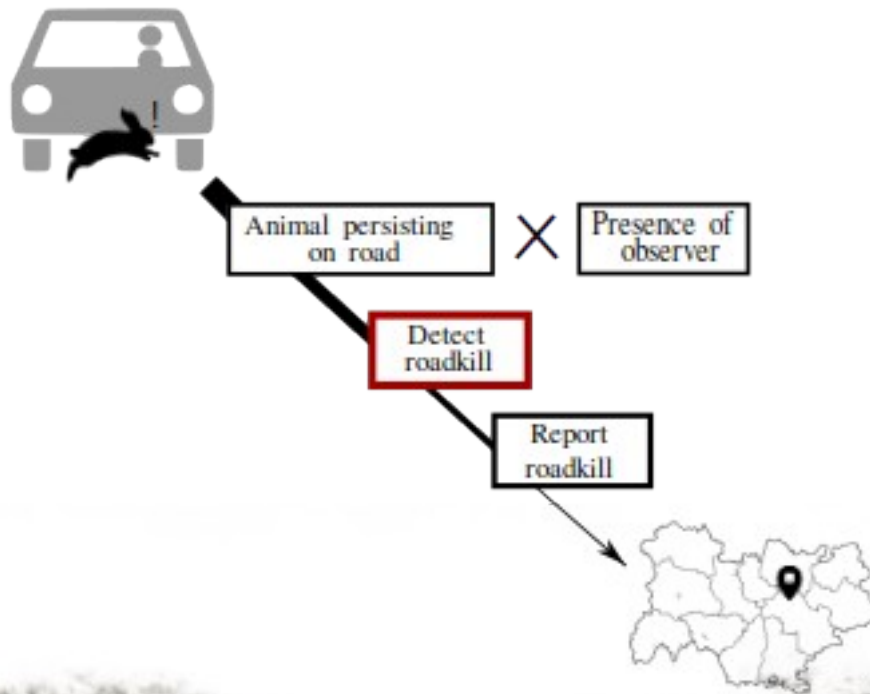 !
Animal persisting
on road
Presence of
observer
Detect
roadkill
Report
roadkill